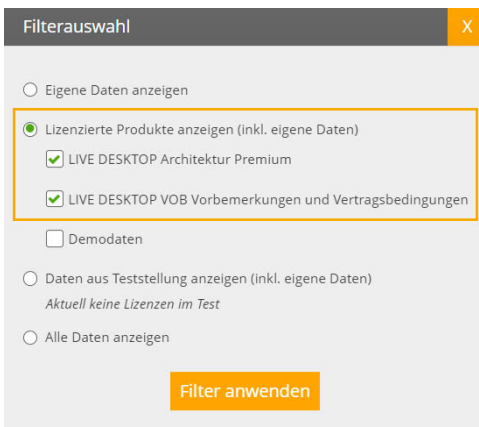 Filterauswahl
X
Eigene Daten anzeigen
Lizenzierte Produkte anzeigen (inkl. eigene Daten)
LIVE DESKTOP Architektur Premium
LIVE DESKTOP VOB Vorbemerkungen und Vertragsbedingungen
Demodaten
Daten aus Teststellung anzeigen (inkl. eigene Daten)
Aktuell keine Lizenzen im Test
Alle Daten anzeigen
Filter anwenden